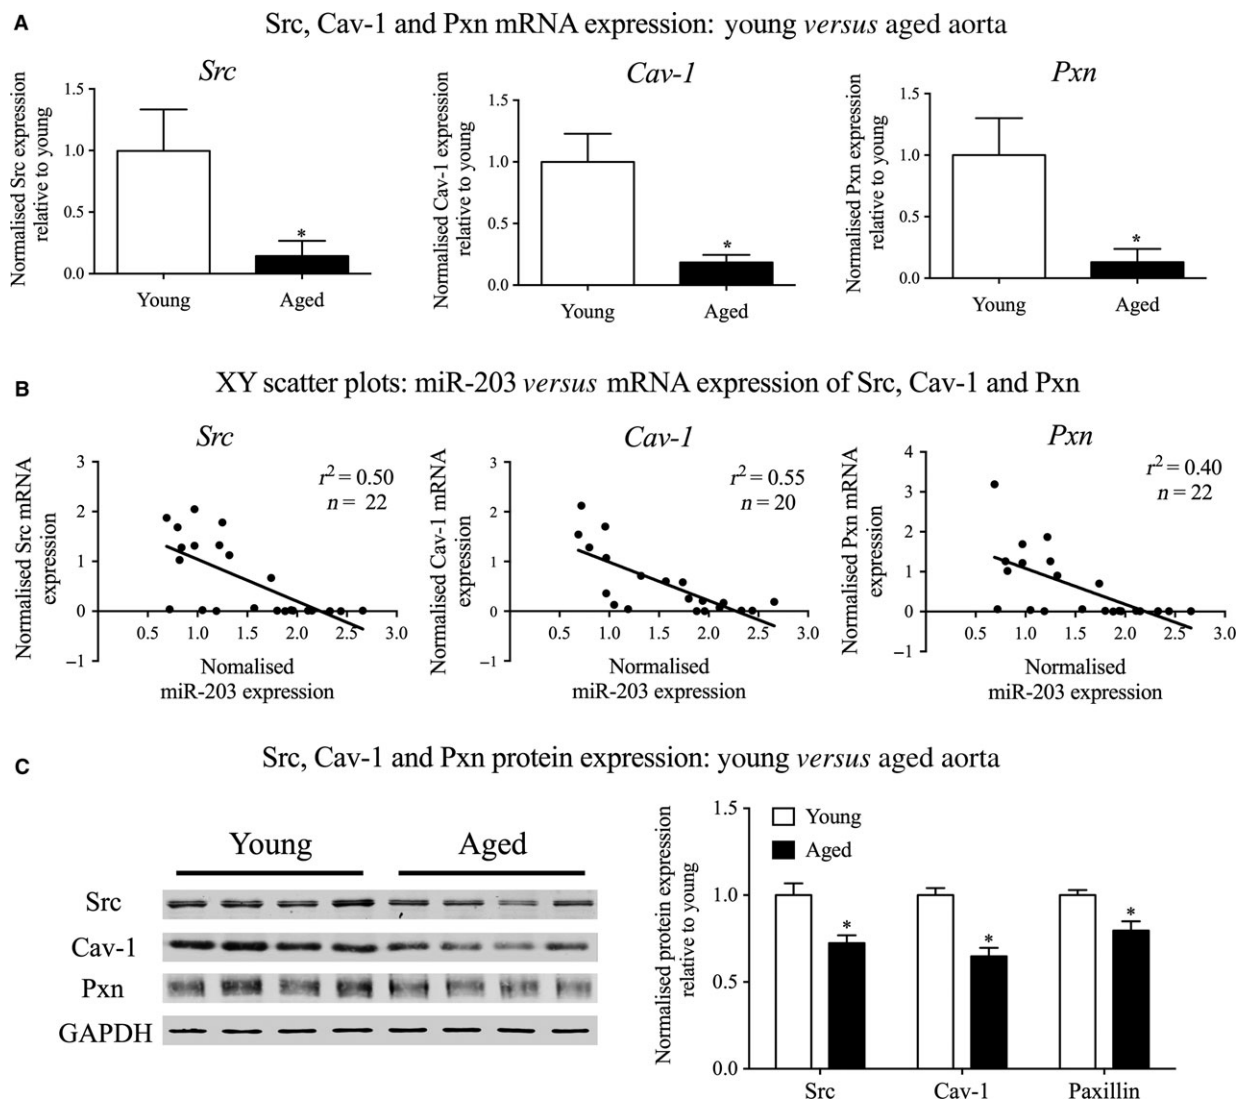 A
Src, Cav-1 and Pxn mRNA expression: young versus aged aorta
Src
Normalised Src expression
relative to young
1.5
1.0
0.5
0.0
*
Young
Aged
Cav-1
Normalised Cav-1 expression
relative to young
1.5
1.0
0.5
0.0
*
Young
Aged
Pxn
Normalised Pxn expression
relative to young
1.5
1.0
0.5
0.0
*
Young
Aged
B
XY scatter plots: miR-203 versus mRNA expression of Src, Cav-1 and Pxn
Src
Normalised Src mRNA
expression
3
2
1
0
−1
r² = 0.50
n = 22
0.5 1.0 1.5 2.0 2.5 3.0
Nomalised
miR-203 expression
Cav-1
Normalised Cav-1 mRNA
expression
3
2
1
0
−1
r² = 0.55
n = 20
0.5 1.0 1.5 2.0 2.5 3.0
Normalised
miR-203 expression
Pxn
Normalised Pxn mRNA
expression
4
3
2
1
0
−1
r² = 0.40
n = 22
0.5 1.0 1.5 2.0 2.5 3.0
Normalised
miR-203 expression
C
Src, Cav-1 and Pxn protein expression: young versus aged aorta
Young
Aged
Src
Cav-1
Pxn
GAPDH
Normalised protein expression
relative to young
1.5
1.0
0.5
0.0
Young
Aged
*
*
*
Src
Cav-1
Paxillin